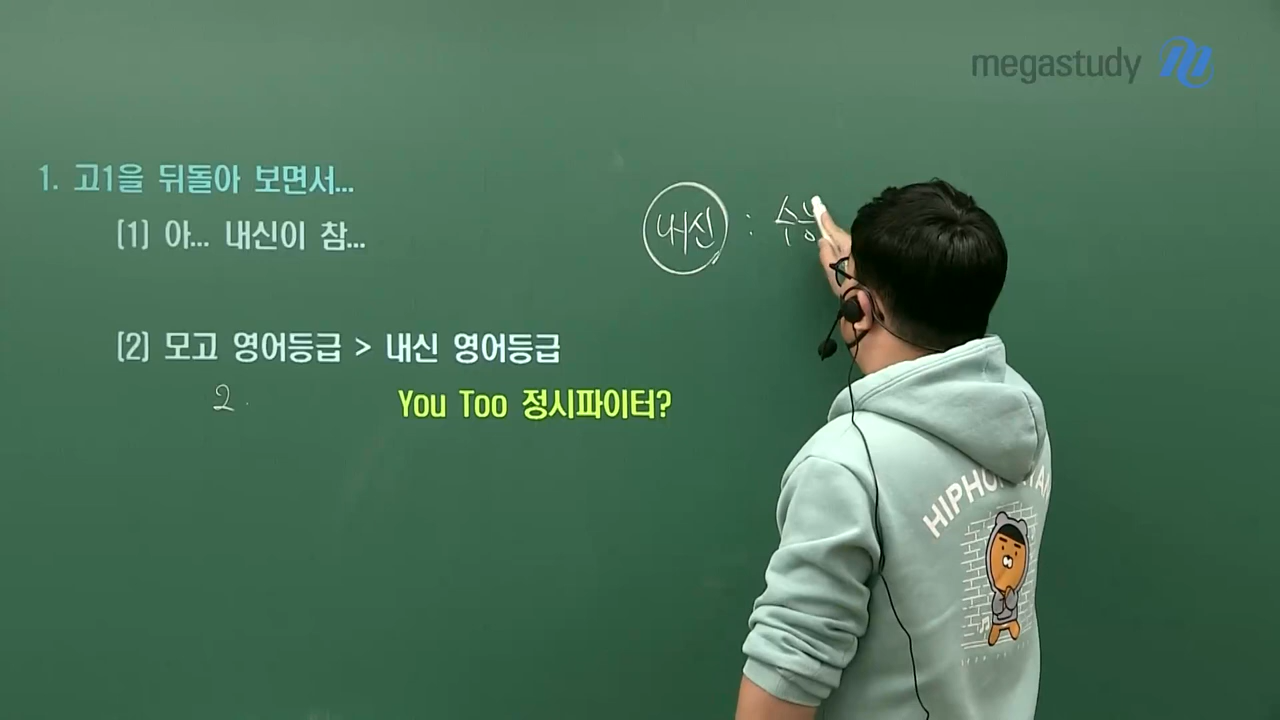 megastudy
1. 고1을 뒤돌아 보면서...
(1) 아... 내신이 참...
내신 : 수능
(2) 모고 영어등급 > 내신 영어등급
2.
You Too 정시파이터?